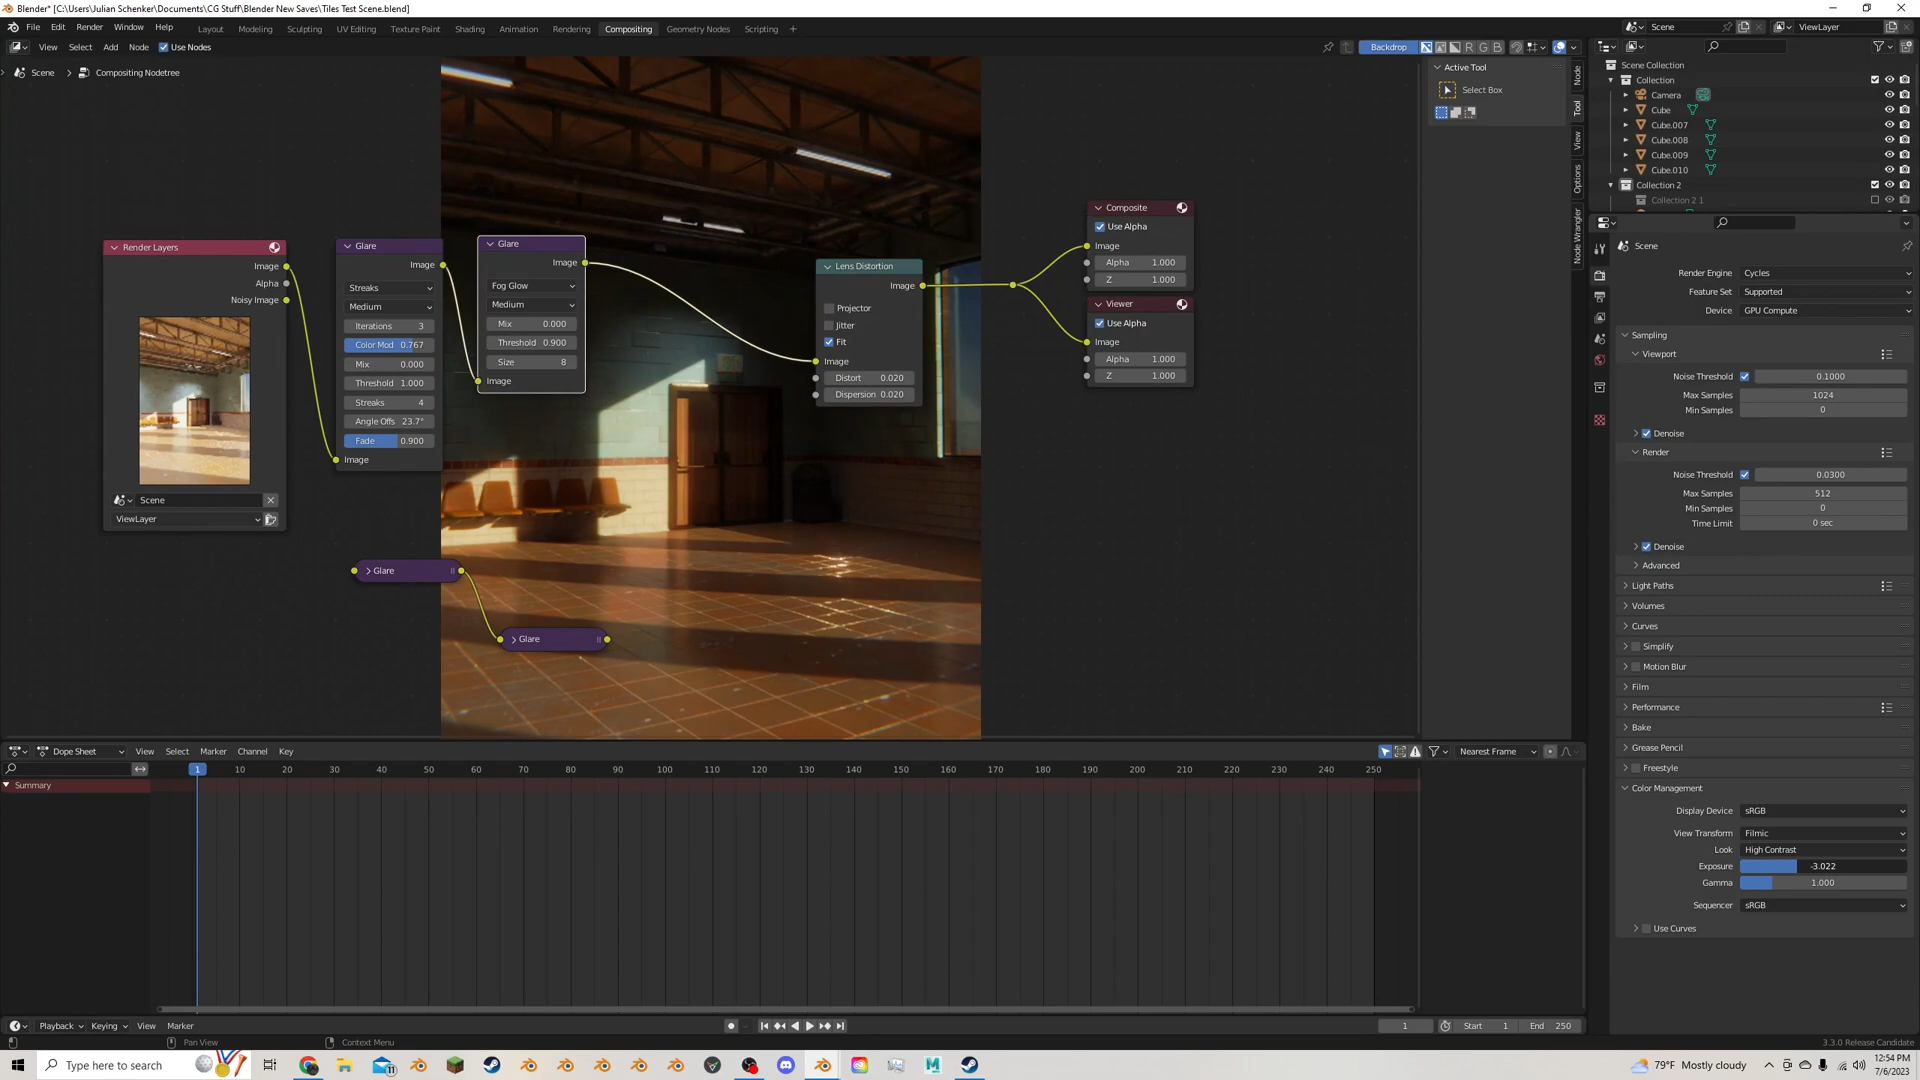 Blender* [C:\Users\Julian Schenker\Documents\CG Stuff\Blender New Saves\Tiles Test Scene.blend]
File Edit Render Window Help Layout Modeling Sculpting UV Editing Texture Paint Shading Animation Rendering Compositing Geometry Nodes Scripting + Scene ViewLayer
View Select Add Node Use Nodes Backdrop R G B
Scene > Compositing Nodetree
Active Tool
Select Box
Node
Tool
View
Options
Node Wrangler
Scene Collection
Collection
Camera
Cube
Cube.007
Cube.008
Cube.009
Cube.010
Collection 2
Collection 2 1
Render Layers
Image
Alpha
Noisy Image
Scene
ViewLayer
Glare
Image
Streaks
Medium
Iterations 3
Color Mod 0.767
Mix 0.000
Threshold 1.000
Streaks 4
Angle Offs 23.7°
Fade 0.900
Image
Glare
Image
Fog Glow
Medium
Mix 0.000
Threshold 0.900
Size 8
Image
Lens Distortion
Image
Projector
Jitter
Fit
Image
Distort 0.020
Dispersion 0.020
Composite
Use Alpha
Image
Alpha 1.000
Z 1.000
Viewer
Use Alpha
Image
Alpha 1.000
Z 1.000
Glare
Glare
Scene
Render Engine Cycles
Feature Set Supported
Device GPU Compute
Sampling
Viewport
Noise Threshold 0.1000
Max Samples 1024
Min Samples 0
Denoise
Render
Noise Threshold 0.0300
Max Samples 512
Min Samples 0
Time Limit 0 sec
Denoise
Advanced
Light Paths
Volumes
Curves
Simplify
Motion Blur
Film
Performance
Bake
Grease Pencil
Freestyle
Color Management
Display Device sRGB
View Transform Filmic
Look High Contrast
Exposure -3.022
Gamma 1.000
Sequencer sRGB
Use Curves
Dope Sheet View Select Marker Channel Key Nearest Frame
1 10 20 30 40 50 60 70 80 90 100 110 120 130 140 150 160 170 180 190 200 210 220 230 240 250
Summary
Playback Keying View Marker 1 Start 1 End 250
Pan View Context Menu 3.3.0 Release Candidate
Type here to search 11 79°F Mostly cloudy 12:54 PM
7/6/2023